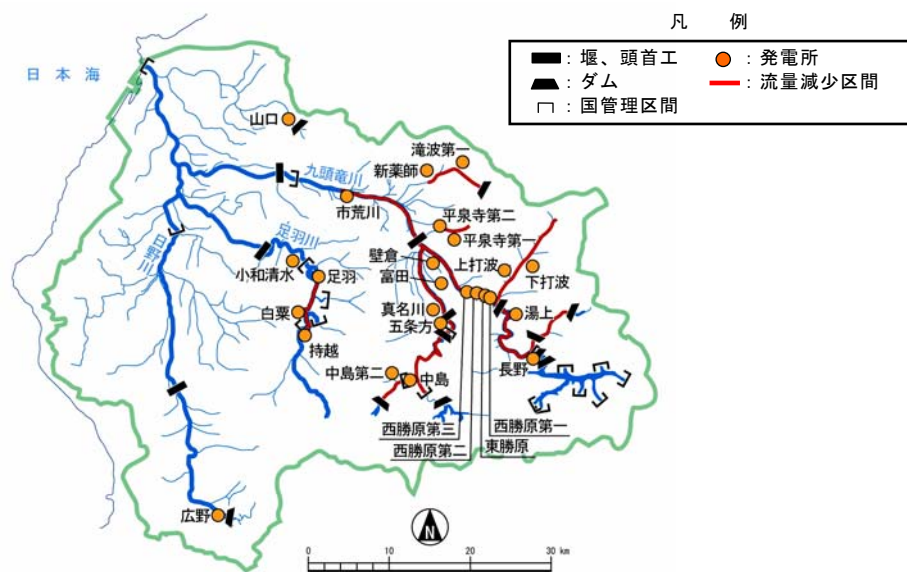 凡 例
：堰、頭首工
：発電所
：ダム
：流量減少区間
：国管理区間
日本海
山口
滝波第一
新薬師
九頭竜川
市荒川
平泉寺第二
平泉寺第一
足羽川
日野川
壁倉
上打波
小和清水
足羽
富田
下打波
白粟
真名川
湯上
五条方
持越
長野
中島第二
中島
西勝原第三
西勝原第一
西勝原第二
東勝原
広野
N
0 10 20 30 km